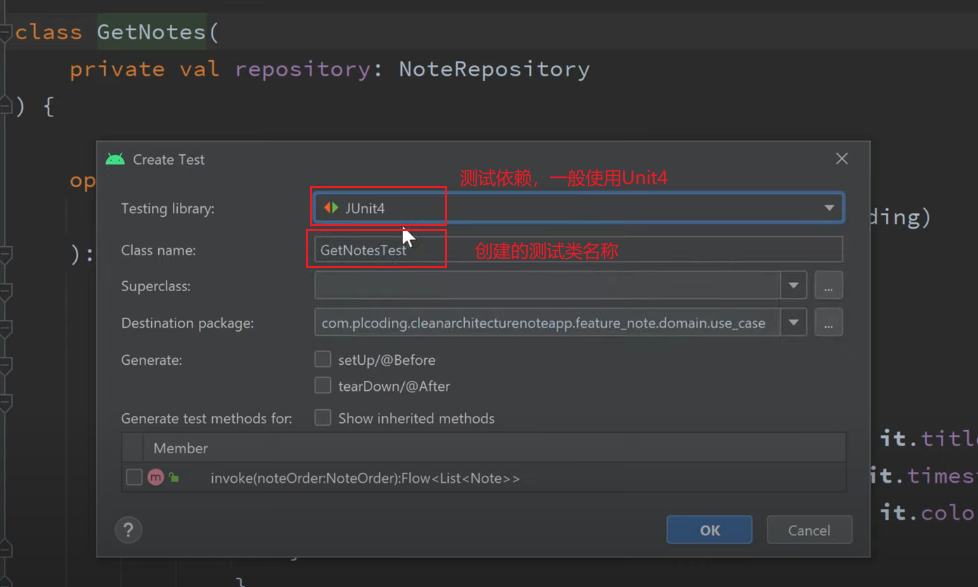 class GetNotes(
private val repository: NoteRepository
) {
Create Test
测试依赖，一般使用Unit4
op
Testing library:
JUnit4
ding)
):
Class name:
GetNotesTest
创建的测试类名称
Superclass:
...
Destination package:
com.plcoding.cleanarchitecturenoteapp.feature_note.domain.use_case
...
Generate:
setUp/@Before
tearDown/@After
Generate test methods for:
Show inherited methods
it.title
Member
m
invoke(noteOrder:NoteOrder):Flow<List<Note>>
it.times
it.colo
?
OK
Cancel
}